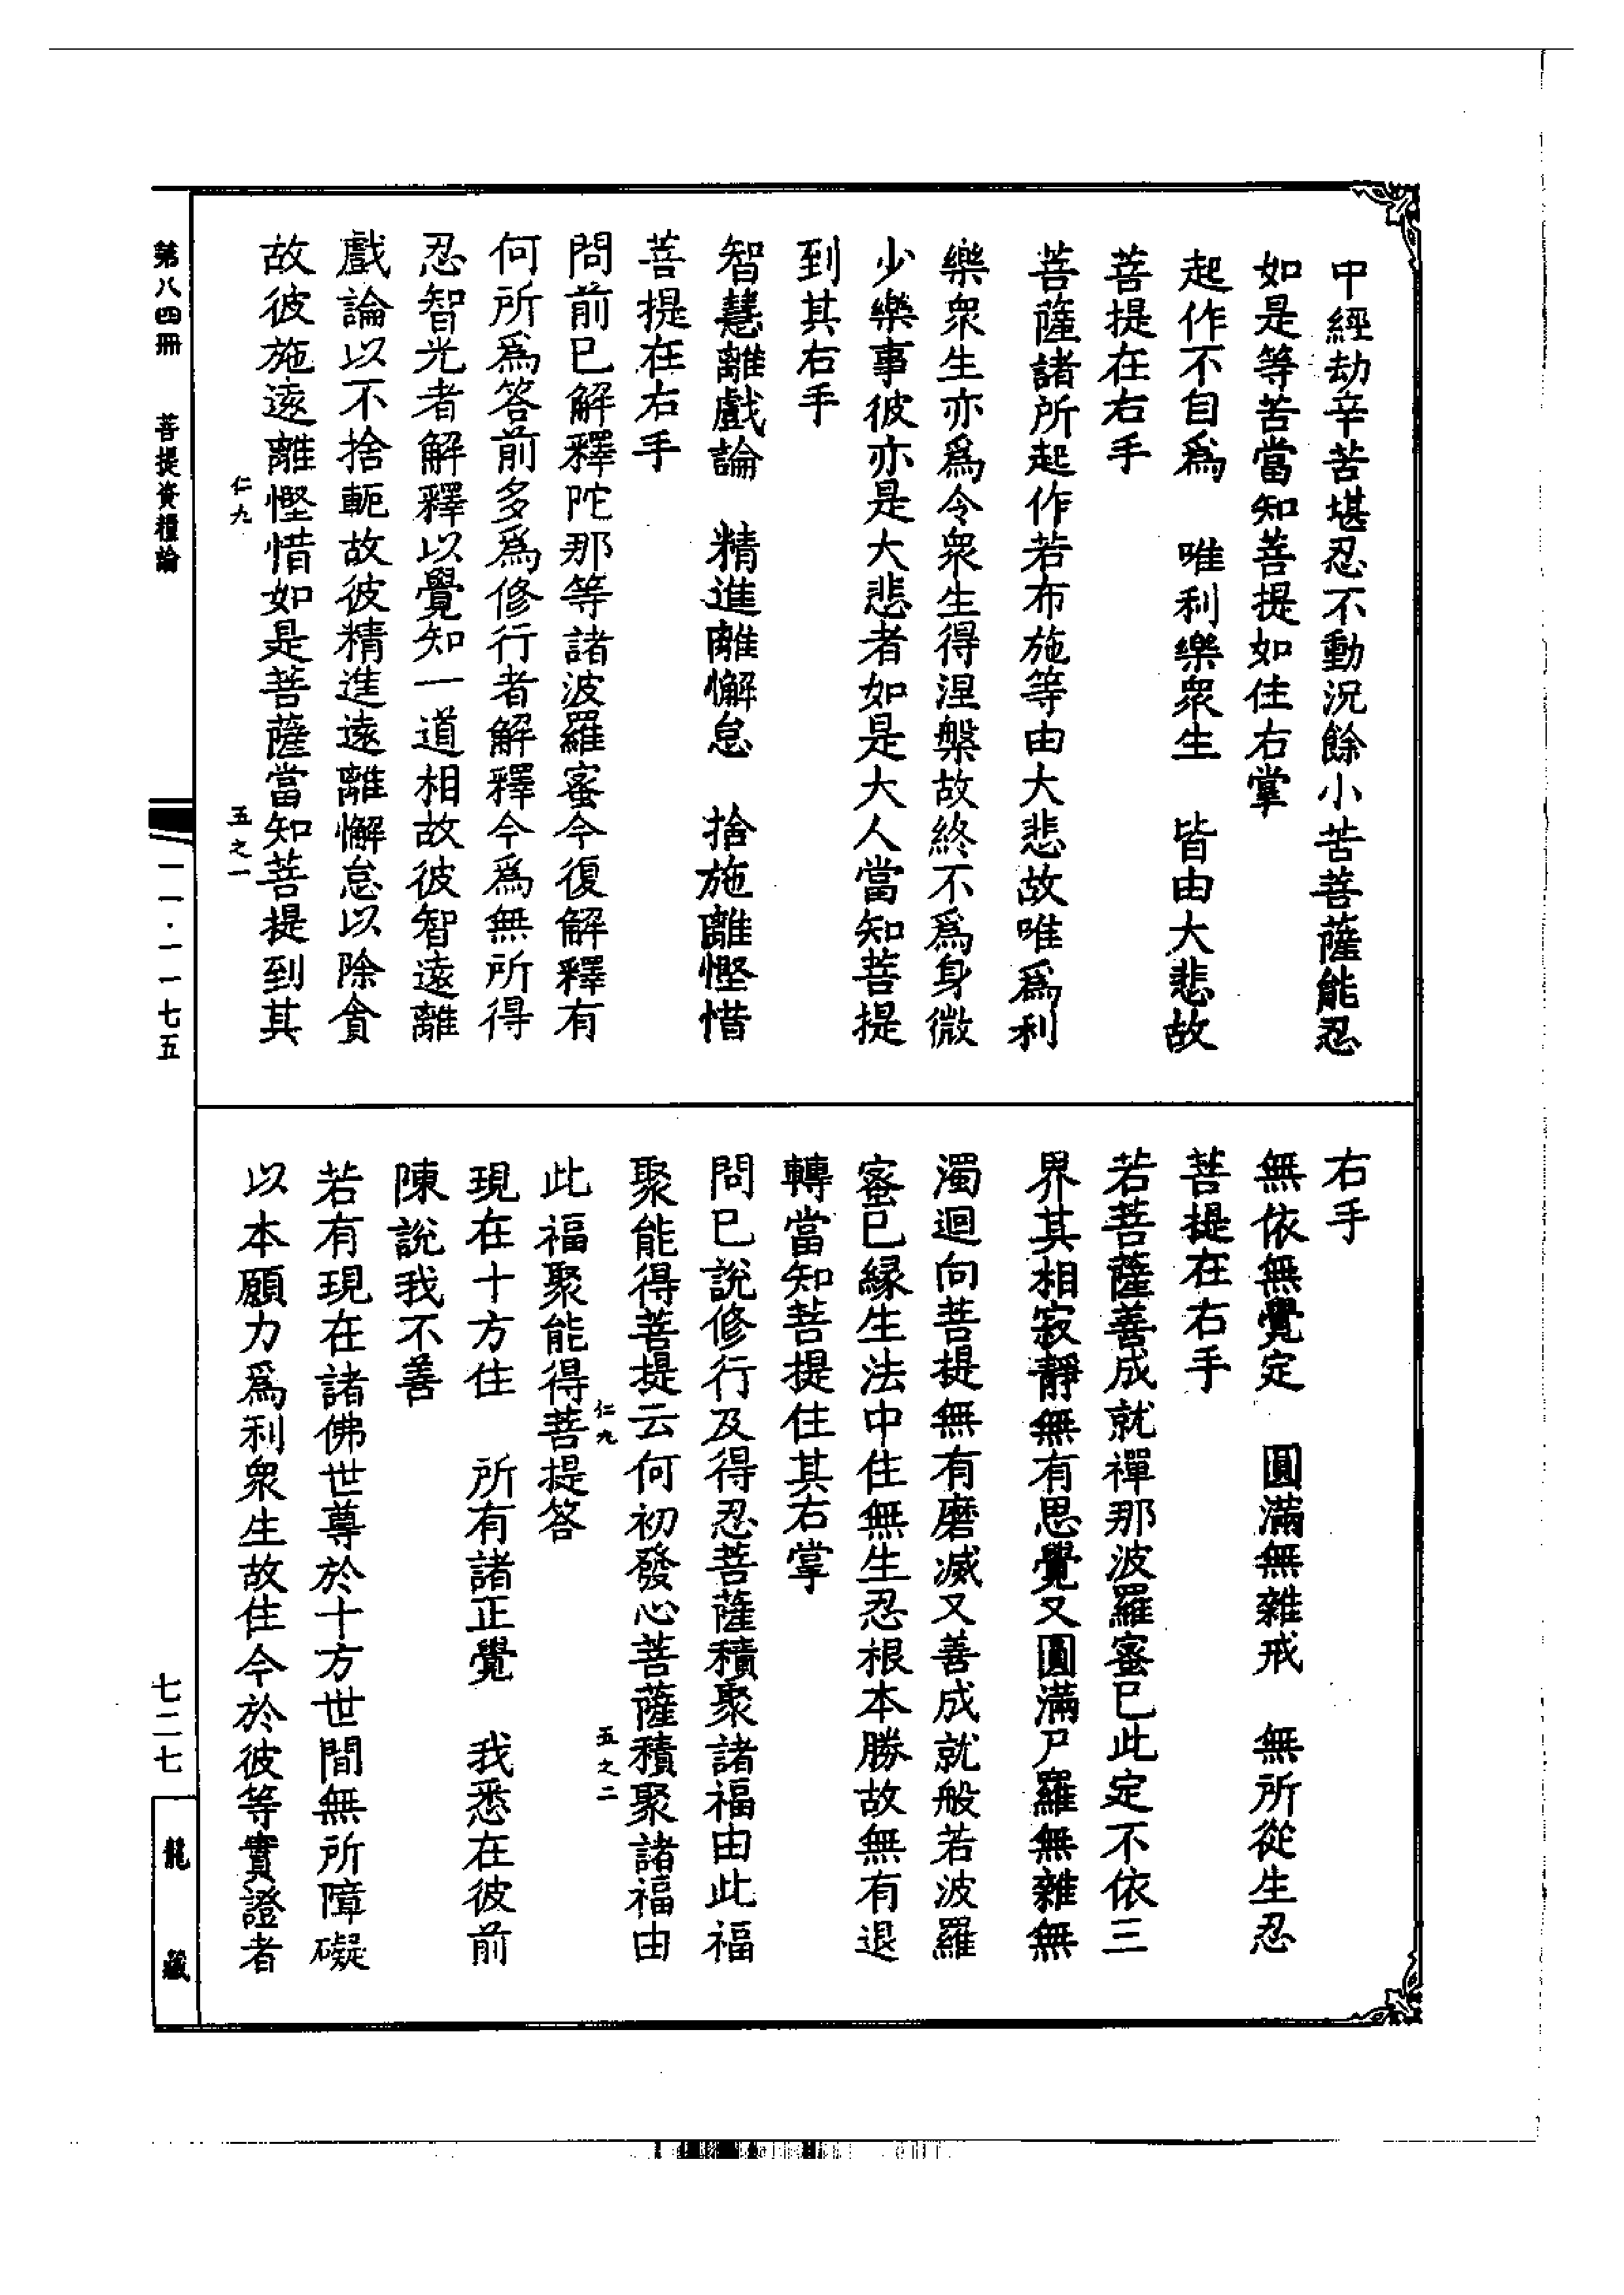 中經劫辛苦堪忍不動況餘小苦菩薩能忍
如是等苦當知菩提如住右掌
起作不自爲　唯利樂衆生　皆由大悲故
菩提在右手
菩薩諸所起作若布施等由大悲故唯爲利
樂衆生亦爲令衆生得涅槃故終不爲身微
少樂事彼亦是大悲者如是大人當知菩提
到其右手
智慧離戲論　精進離懈怠　捨施離慳惜
菩提在右手
問前已解釋陀那等諸波羅蜜今復解釋有
何所爲答前多爲修行者解釋今爲無所得
忍智光者解釋以覺知一道相故彼智遠離
戲論以不捨軛故彼精進遠離懈怠以除貪
故彼施遠離慳惜如是菩薩當知菩提到其
仁九　五之一
右手
無依無覺定　圓滿無雜戒　無所從生忍
菩提在右手
若菩薩善成就禪那波羅蜜已此定不依三
界其相寂靜無有思覺又圓滿尸羅無雜無
濁迴向菩提無有磨滅又善成就般若波羅
蜜已緣生法中住無生忍根本勝故無有退
轉當知菩提住其右掌
問已說修行及得忍菩薩積聚諸福由此福
聚能得菩提云何初發心菩薩積聚諸福由
仁九　五之二
此福聚能得菩提答
現在十方住　所有諸正覺　我悉在彼前
陳說我不善
若有現在諸佛世尊於十方世間無所障礙
以本願力爲利衆生故住今於彼等實證者
第八四冊　菩提資糧論
一一·一一七五
七二七
龍藏